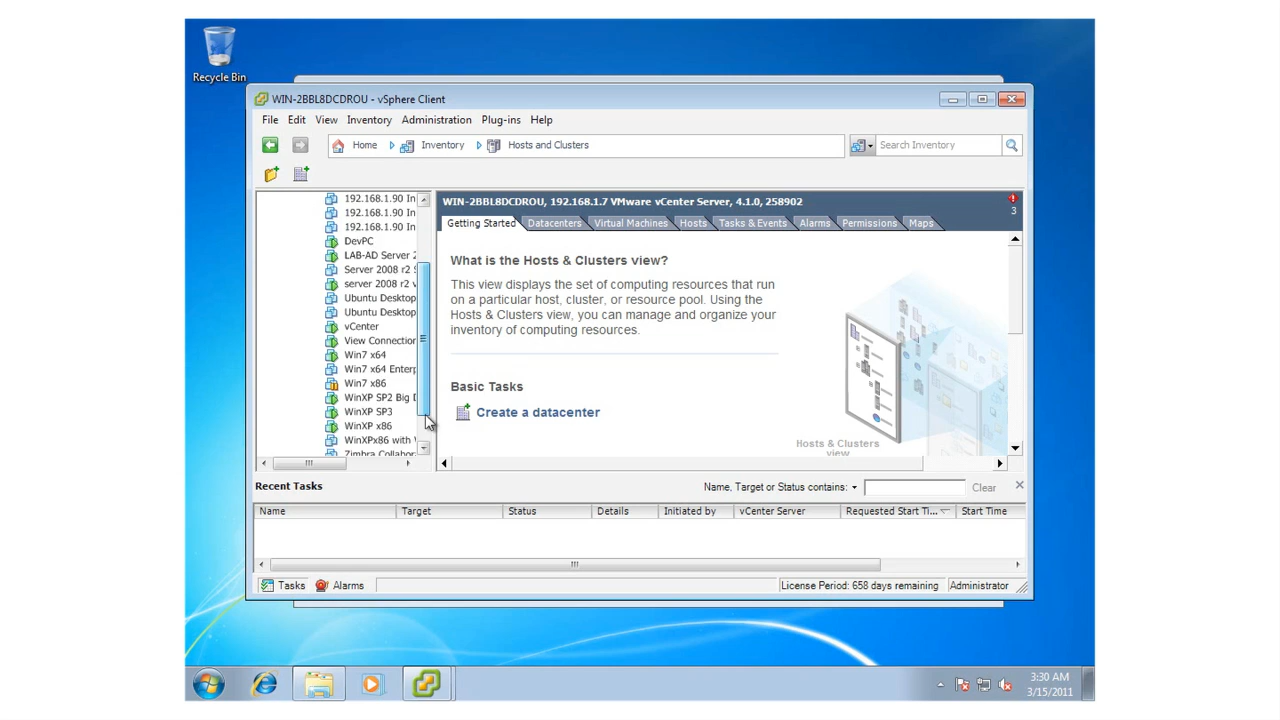 Recycle Bin
WIN-2BBL8DCDROU - vSphere Client
File Edit View Inventory Administration Plug-ins Help
Home Inventory Hosts and Clusters Search Inventory
192.168.1.90 In
192.168.1.90 In
192.168.1.90 In
DevPC
LAB-AD Server 2
Server 2008 r2 S
server 2008 r2 v
Ubuntu Desktop
Ubuntu Desktop
vCenter
View Connection
Win7 x64
Win7 x64 Enterp
Win7 x86
WinXP SP2 Big D
WinXP SP3
WinXP x86
WinXPx86 with
Zimbra Collabor
WIN-2BBL8DCDROU, 192.168.1.7 VMware vCenter Server, 4.1.0, 258902
3
Getting Started Datacenters Virtual Machines Hosts Tasks & Events Alarms Permissions Maps
What is the Hosts & Clusters view?
This view displays the set of computing resources that run
on a particular host, cluster, or resource pool. Using the
Hosts & Clusters view, you can manage and organize your
inventory of computing resources.
Basic Tasks
Create a datacenter
Hosts & Clusters
view
Recent Tasks Name, Target or Status contains: Clear
Name Target Status Details Initiated by vCenter Server Requested Start Ti... Start Time
Tasks Alarms License Period: 658 days remaining Administrator
3:30 AM
3/15/2011